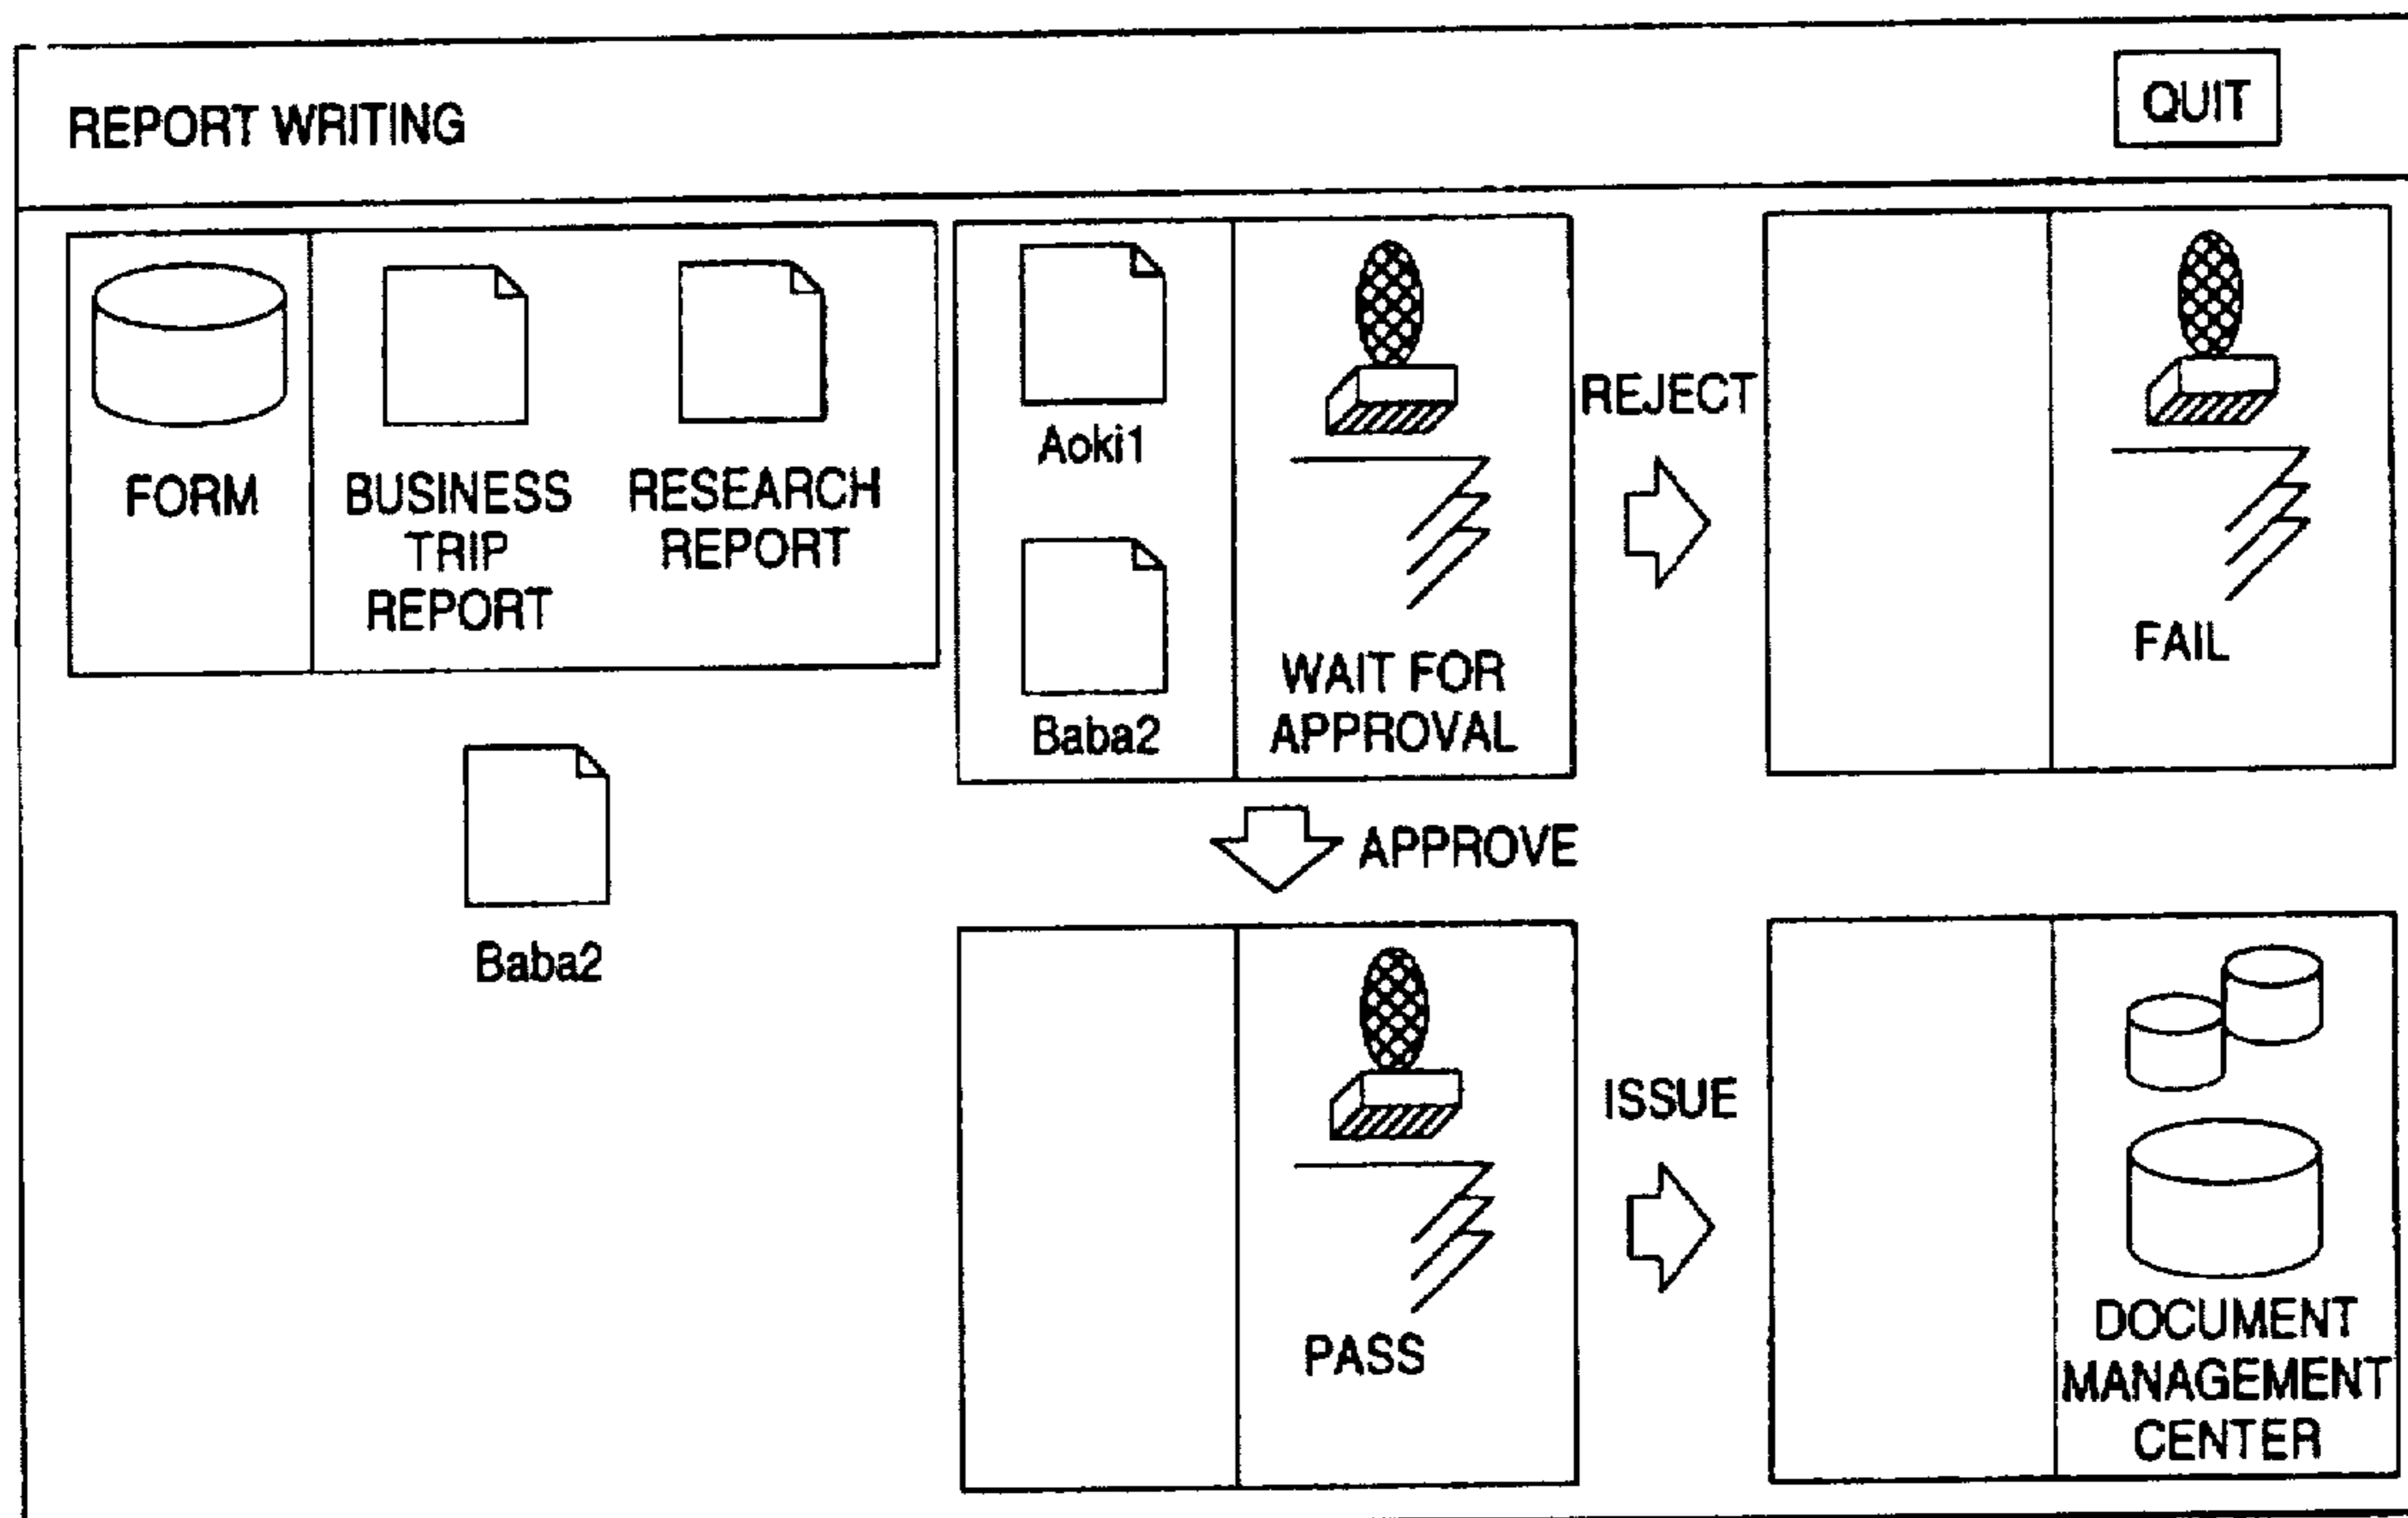 REPORT WRITING
QUIT
FORM
BUSINESS
TRIP
REPORT
RESEARCH
REPORT
Aoki1
Baba2
WAIT FOR
APPROVAL
REJECT
FAIL
Baba2
APPROVE
PASS
ISSUE
DOCUMENT
MANAGEMENT
CENTER